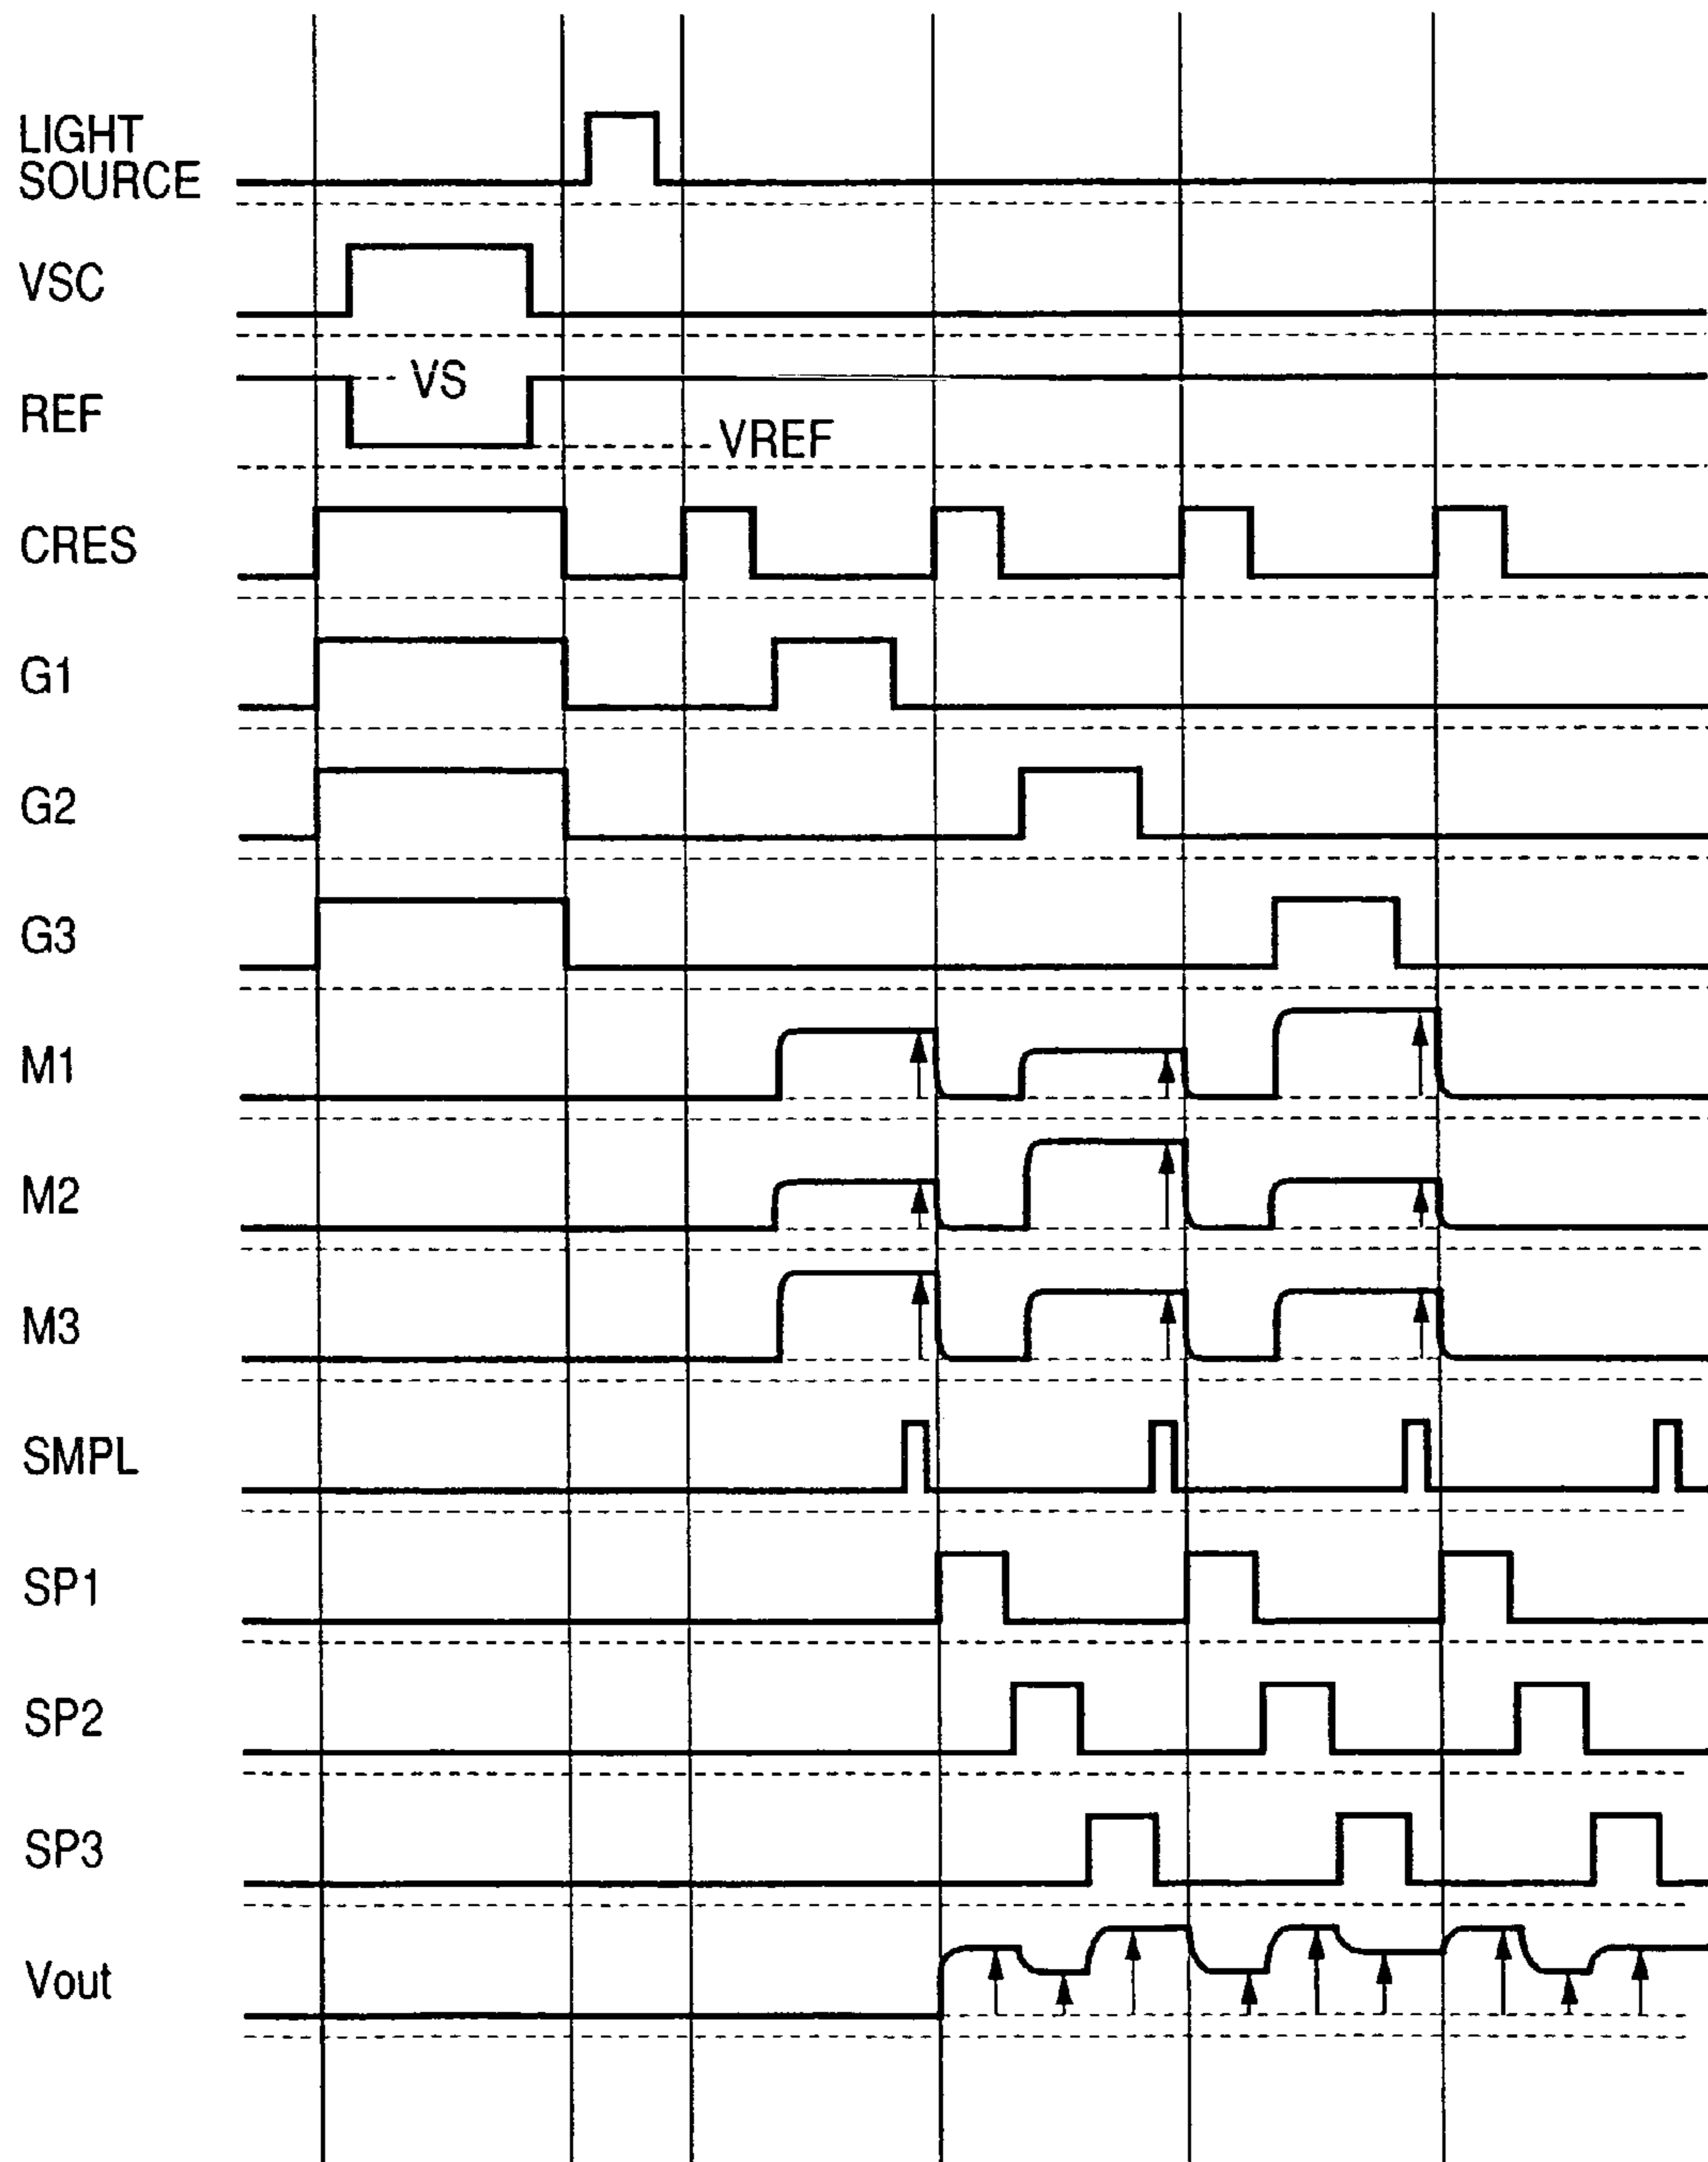 LIGHT
SOURCE
VSC
VS
REF
VREF
CRES
G1
G2
G3
M1
M2
M3
SMPL
SP1
SP2
SP3
Vout